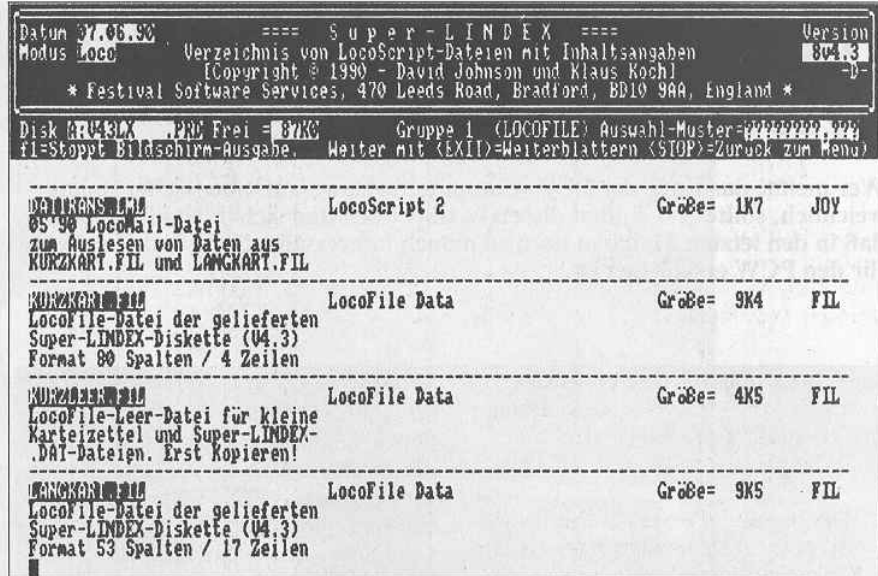 Datum 07.06.90 ==== S u p e r - L I N D E X ==== Version
Modus Loco Verzeichnis von LocoScript-Dateien mit Inhaltsangaben 8v4.3
[Copyright © 1990 - David Johnson und Klaus Koch] -D-
* Festival Software Services, 470 Leeds Road, Bradford, BD10 9AA, England *
Disk A:V43LX .PRD Frei = 87K0 Gruppe 1 (LOCOFILE) Auswahl-Muster=????????.???
f1=Stoppt Bildschirm-Ausgabe. Weiter mit (EXIT)=Weiterblattern (STOP)=Zuruck zum Menu)
DATTRANS.LML LocoScript 2 Größe= 1K7 JOY
05'90 LocoMail-Datei
zum Auslesen von Daten aus
KURZKART.FIL und LANGKART.FIL
KURZKART.FIL LocoFile Data Größe= 9K4 FIL
LocoFile-Datei der gelieferten
Super-LINDEX-Diskette (V4.3)
Format 80 Spalten / 4 Zeilen
KURZLEER.FIL LocoFile Data Größe= 4K5 FIL
LocoFile-Leer-Datei für kleine
Karteizettel und Super-LINDEX-
.DAT-Dateien. Erst Kopieren!
LANGKART.FIL LocoFile Data Größe= 9K5 FIL
LocoFile-Datei der gelieferten
Super-LINDEX-Diskette (V4.3)
Format 53 Spalten / 17 Zeilen